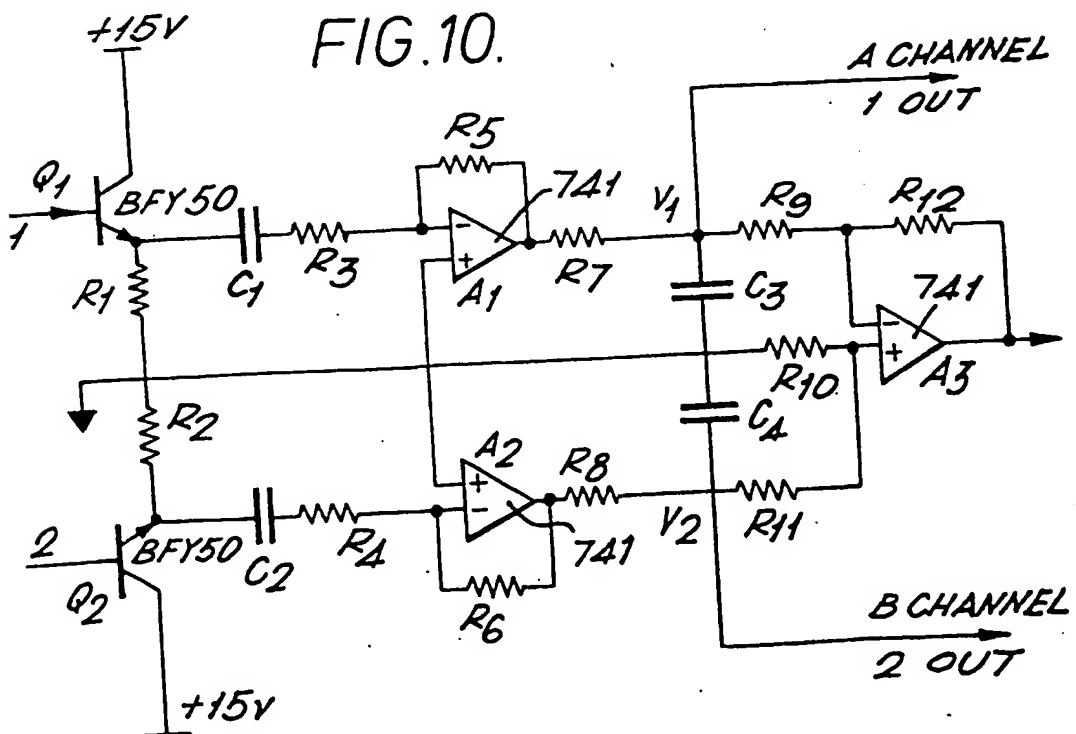 +15V
FIG.10.
A CHANNEL
1 OUT
R5
741
Q1
BFY50
1
V1
R9
R12
C1
R3
A1
R7
R1
C3
741
R10
A3
R2
C4
A2
R8
2
BFY50
C2
R4
741
V2
R11
Q2
R6
B CHANNEL
2 OUT
+15V